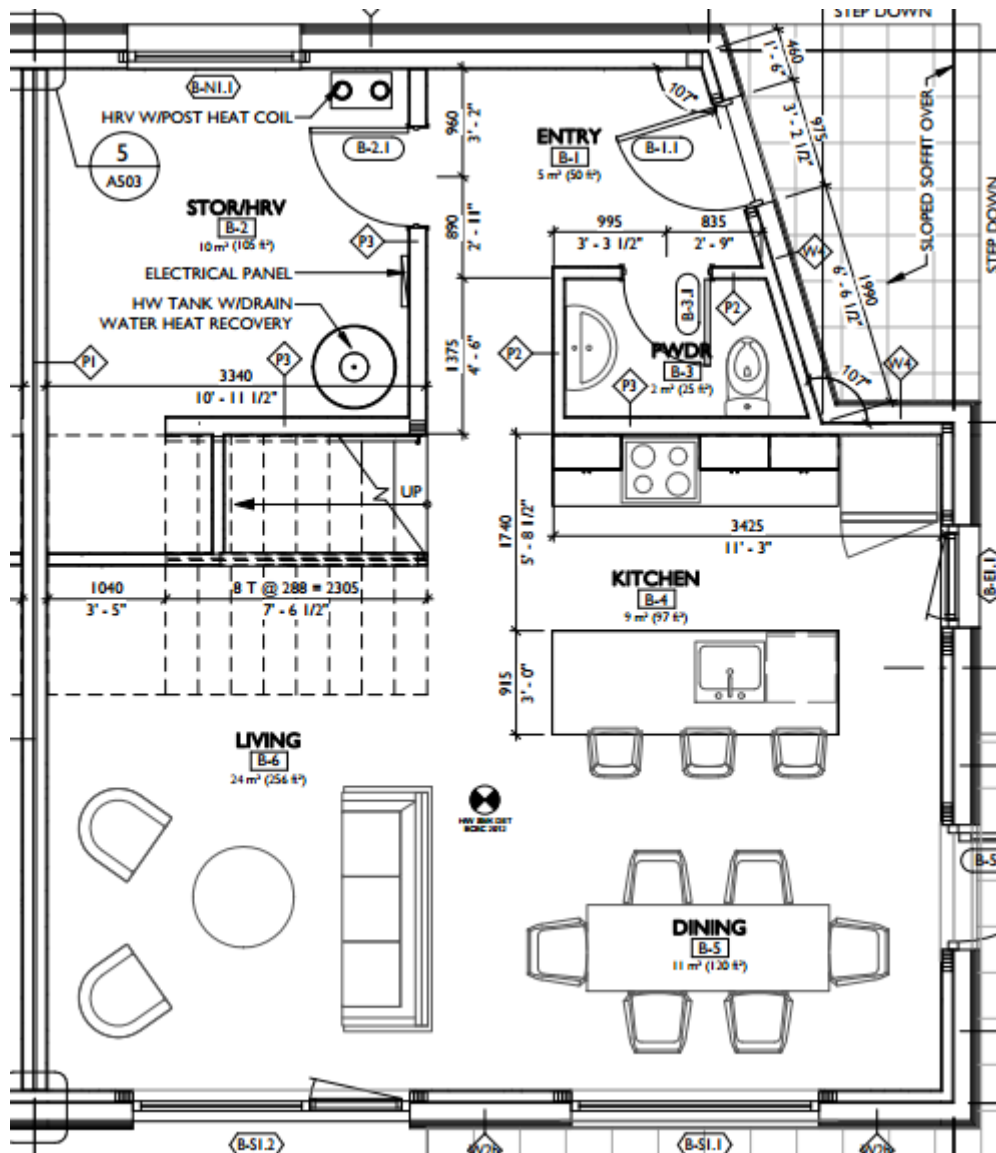 STEP DOWN
B-N1.1
HRV W/POST HEAT COIL
5
A503
B-2.1
960
3' - 2"
107°
ENTRY
B-1
5 m² (50 ft²)
B-1.1
460
1' - 6"
975
3' - 2 1/2"
SLOPED SOFFIT OVER
STEP DOWN
STOR/HRV
B-2
10 m² (105 ft²)
P3
890
2' - 11"
995
3' - 3 1/2"
835
2' - 9"
W4
1990
6' - 6 1/2"
ELECTRICAL PANEL
HW TANK W/DRAIN
WATER HEAT RECOVERY
P1
P3
3340
10' - 11 1/2"
1375
4' - 6"
P2
B-3.1
P2
PWDR
B-3
2 m² (25 ft²)
P3
107°
W4
UP
1740
5' - 8 1/2"
3425
11' - 3"
KITCHEN
B-4
9 m² (97 ft²)
B-E1.1
1040
3' - 5"
8 T @ 288 = 2305
7' - 6 1/2"
915
3' - 0"
LIVING
B-6
24 m² (256 ft²)
DINING
B-5
11 m² (120 ft²)
B-5
B-S1.2
B-S1.1